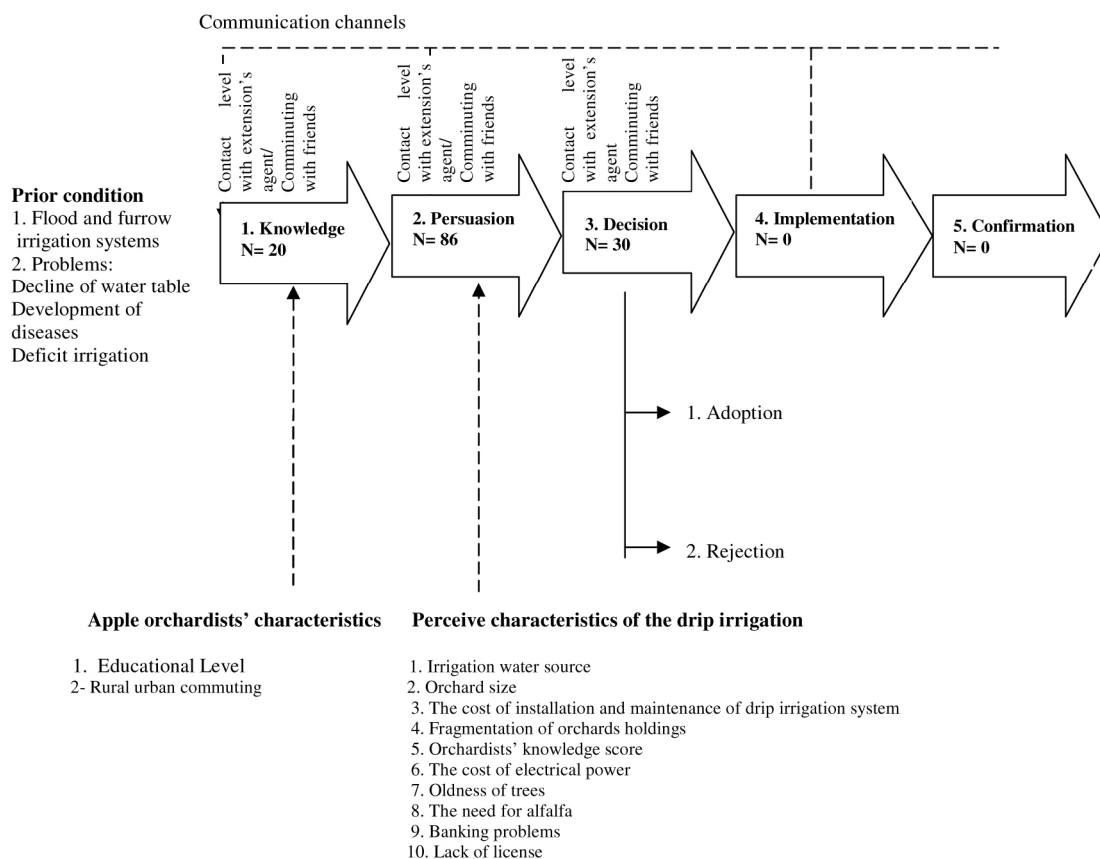 Communication channels
Contact level
with extension's
agent/
Comminuting
with friends
Contact level
with extension's
agent/
Comminuting
with friends
Contact level
with extension's
agent
Comminuting
with friends
Prior condition
1. Flood and furrow
irrigation systems
2. Problems:
Decline of water table
Development of
diseases
Deficit irrigation
1. Knowledge
N= 20
2. Persuasion
N= 86
3. Decision
N= 30
4. Implementation
N= 0
5. Confirmation
N= 0
1. Adoption
2. Rejection
Apple orchardists' characteristics
1. Educational Level
2- Rural urban commuting
Perceive characteristics of the drip irrigation
1. Irrigation water source
2. Orchard size
3. The cost of installation and maintenance of drip irrigation system
4. Fragmentation of orchards holdings
5. Orchardists' knowledge score
6. The cost of electrical power
7. Oldness of trees
8. The need for alfalfa
9. Banking problems
10. Lack of license